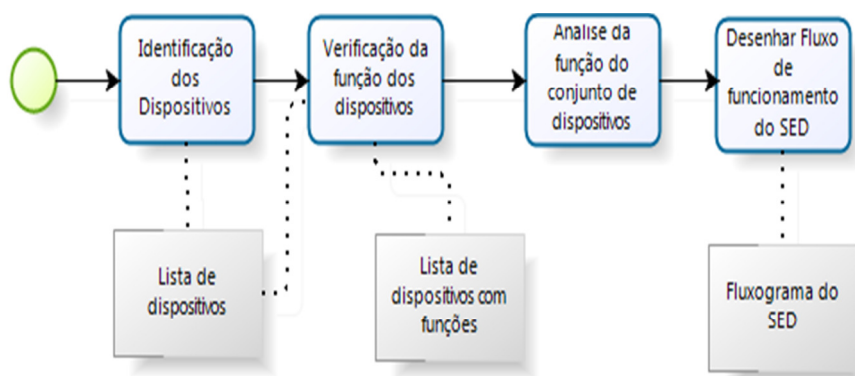 Identificação
dos
Dispositivos
Verificação da
função dos
dispositivos
Análise da
função do
conjunto de
dispositivos
Desenhar Fluxo
de
funcionamento
do SED
Lista de
dispositivos
Lista de
dispositivos com
funções
Fluxograma do
SED